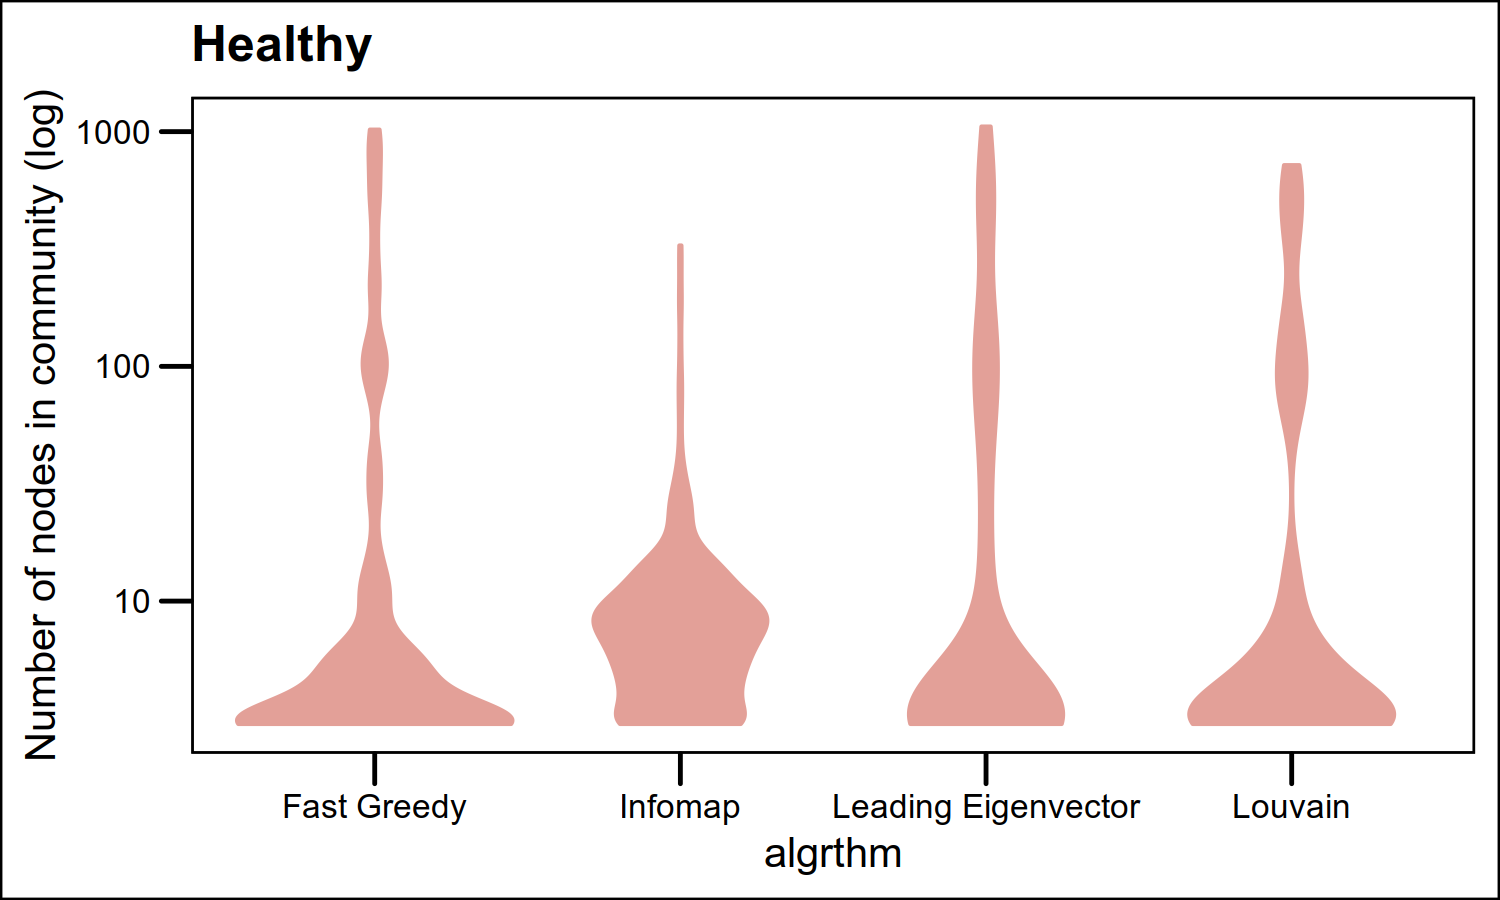 Healthy
Number of nodes in community (log)
1000
100
10
Fast Greedy Infomap Leading Eigenvector Louvain
algrthm